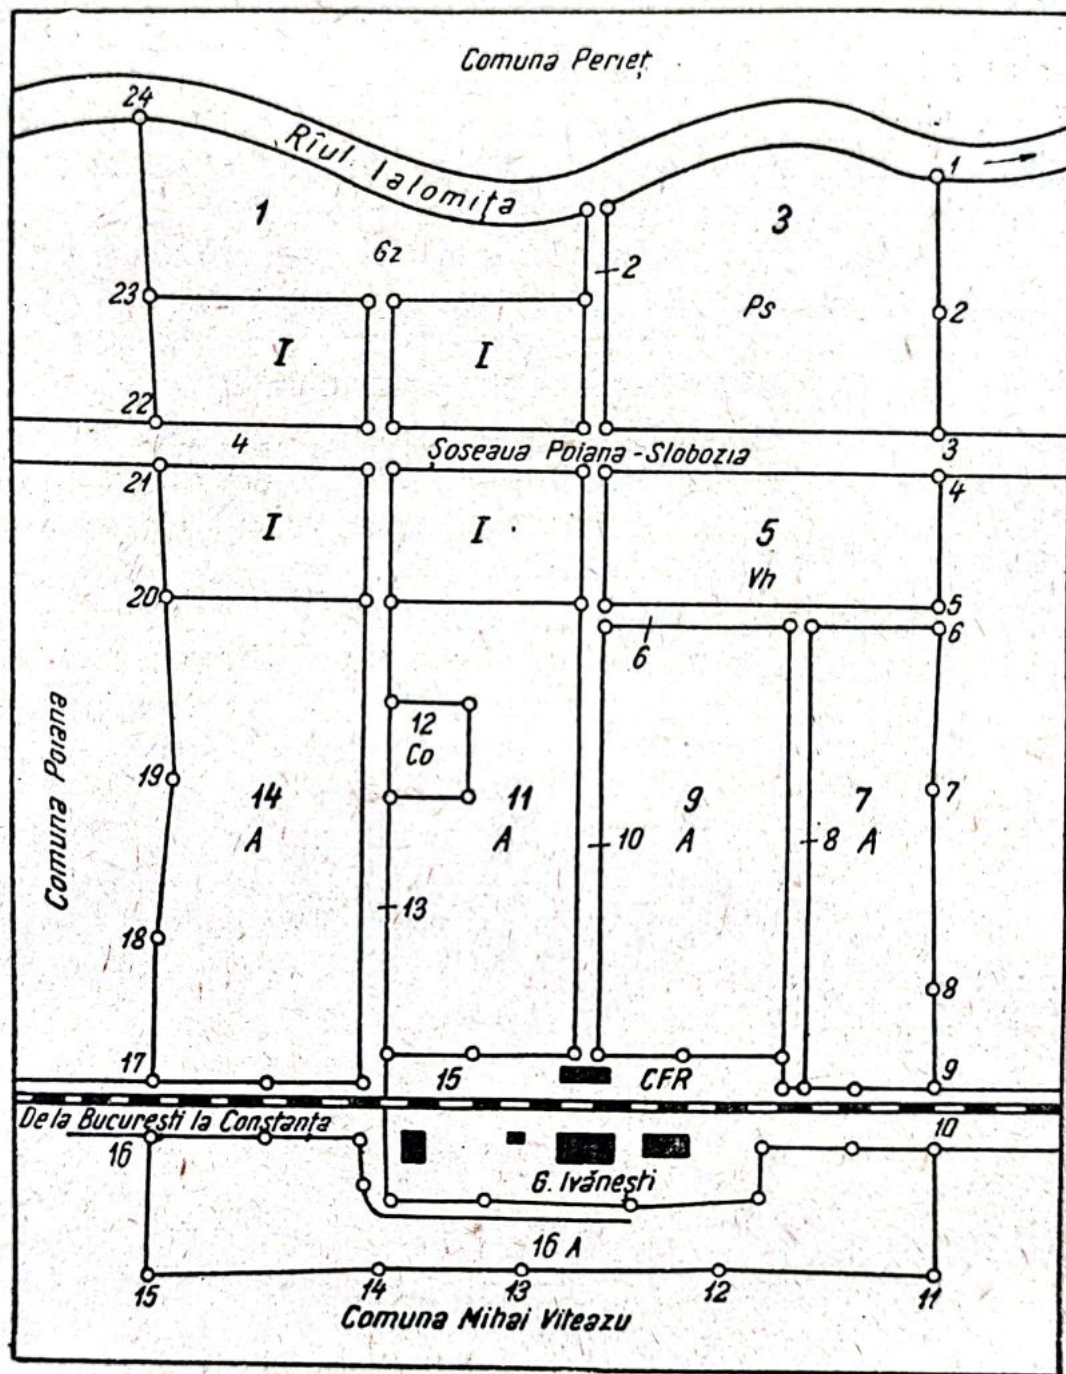 Comuna Perieț
24
Rîul Ialomița
1
1
3
Gz
2
23
Ps
2
I
I
22
4
Șoseaua Poiana-Slobozia
3
21
4
I
I
5
Vh
20
5
6
6
12
Co
Comuna Poiana
19
14
A
11
A
9
A
7
A
7
10
8
13
18
8
17
15
CFR
9
De la București la Constanța
16
10
G. Ivănești
16 A
15
14
13
12
11
Comuna Mihai Viteazu